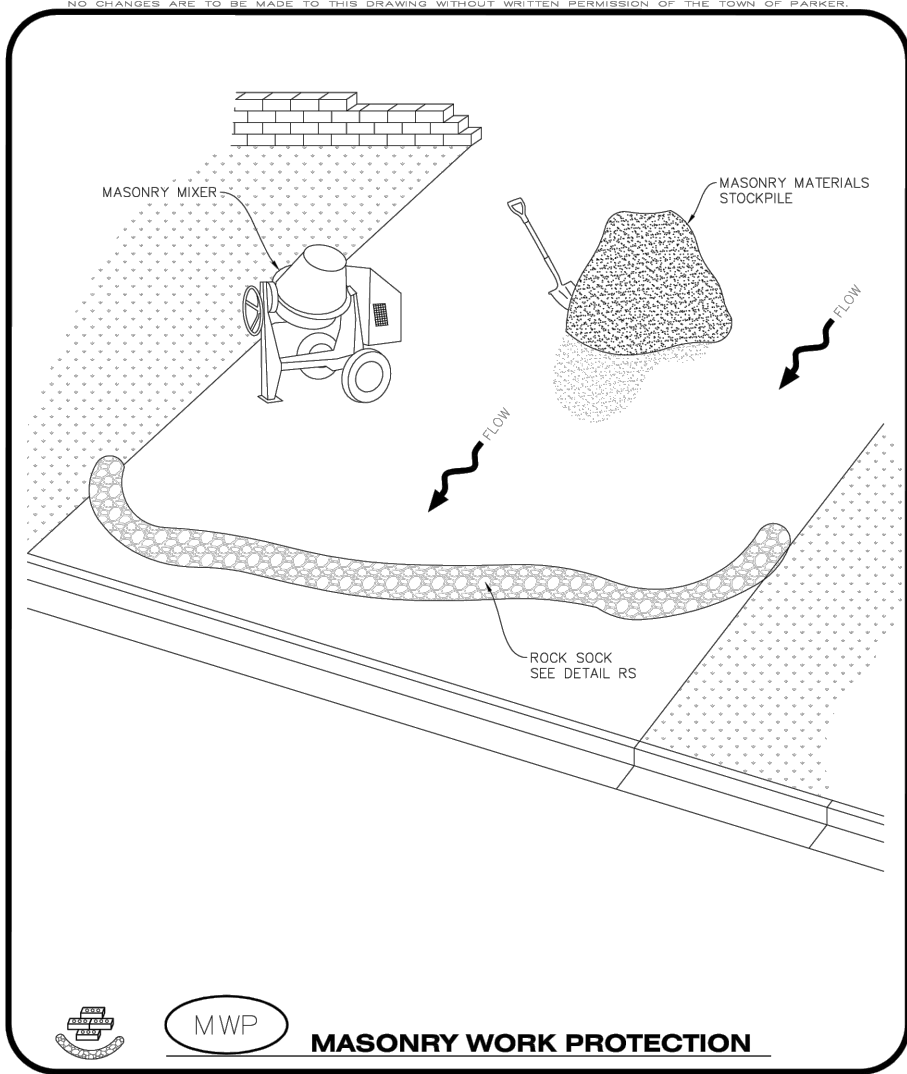 NO CHANGES ARE TO BE MADE TO THIS DRAWING WITHOUT WRITTEN PERMISSION OF THE TOWN OF PARKER.
MASONRY MIXER
MASONRY MATERIALS
STOCKPILE
FLOW
FLOW
ROCK SOCK
SEE DETAIL RS
MWP
MASONRY WORK PROTECTION